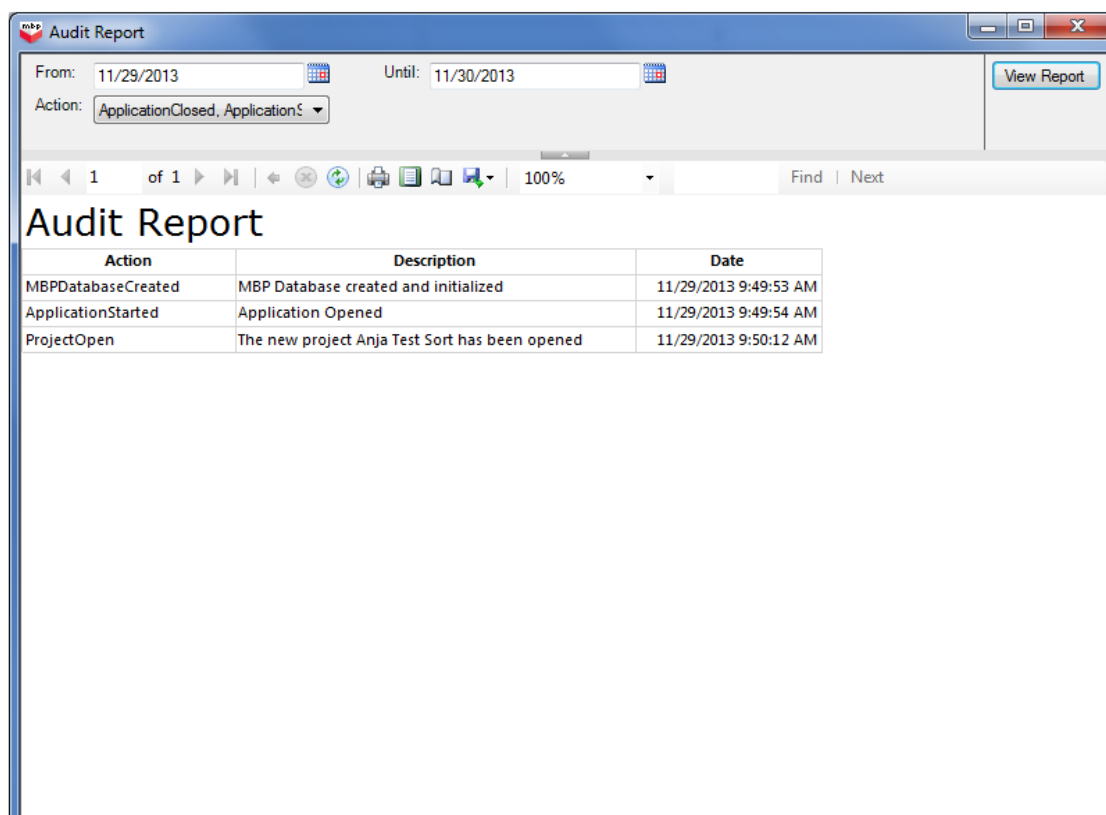 mbp Audit Report
From: 11/29/2013 Until: 11/30/2013 View Report
Action: ApplicationClosed, ApplicationS
1 of 1 100% Find | Next
Audit Report
Action Description Date
MBPDatabaseCreated MBP Database created and initialized 11/29/2013 9:49:53 AM
ApplicationStarted Application Opened 11/29/2013 9:49:54 AM
ProjectOpen The new project Anja Test Sort has been opened 11/29/2013 9:50:12 AM